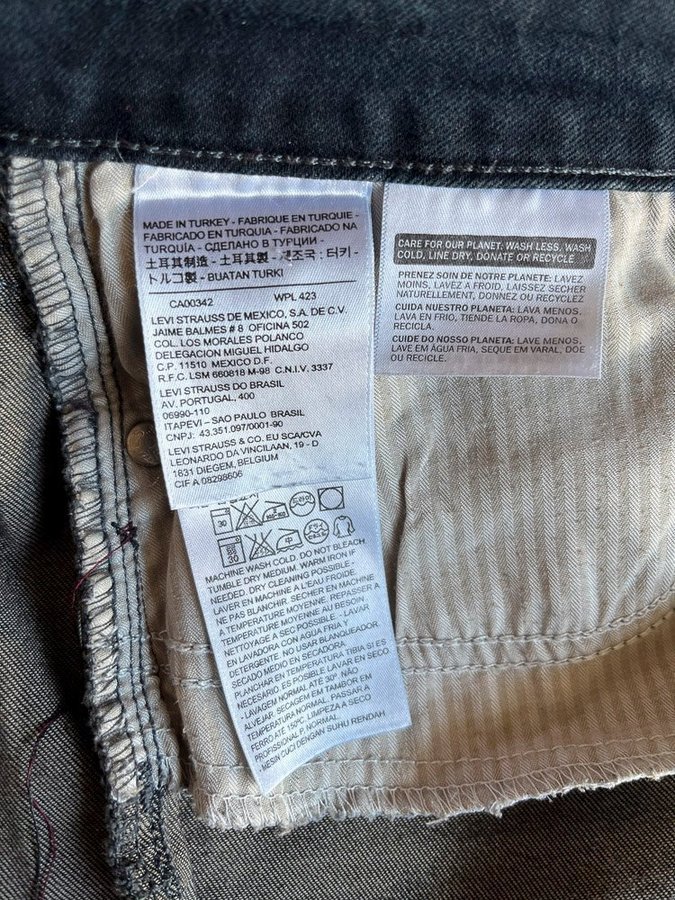 MADE IN TURKEY - FABRIQUE EN TURQUIE -
FABRICADO EN TURQUIA - FABRICADO NA
TURQUÍA - СДЕЛАНО В ТУРЦИИ -
土耳其制造 - 土耳其製 - 제조국 : 터키 -
トルコ製 - BUATAN TURKI
CA00342 WPL 423
LEVI STRAUSS DE MEXICO, S.A. DE C.V.
JAIME BALMES # 8 OFICINA 502
COL. LOS MORALES POLANCO
DELEGACION MIGUEL HIDALGO
C.P. 11510 MEXICO D.F.
R.F.C. LSM 660818 M-98 C.N.I.V. 3337
LEVI STRAUSS DO BRASIL
AV. PORTUGAL, 400
06990-110
ITAPEVI - SAO PAULO BRASIL
CNPJ: 43.351.097/0001-90
LEVI STRAUSS & CO. EU SCA/CVA
LEONARDO DA VINCILAAN, 19 - D
1831 DIEGEM, BELGIUM
CIF A 08298606
CARE FOR OUR PLANET: WASH LESS, WASH
COLD, LINE DRY, DONATE OR RECYCLE
PRENEZ SOIN DE NOTRE PLANETE: LAVEZ
MOINS, LAVEZ A FROID, LAISSEZ SECHER
NATURELLEMENT, DONNEZ OU RECYCLEZ
CUIDA NUESTRO PLANETA: LAVA MENOS,
LAVA EN FRIO, TIENDE LA ROPA, DONA O
RECICLA.
CUIDE DO NOSSO PLANETA: LAVE MENOS,
LAVE EM ÁGUA FRIA, SEQUE EM VARAL, DOE
OU RECICLE.
30
30
MACHINE WASH COLD. DO NOT BLEACH
TUMBLE DRY MEDIUM. WARM IRON IF
NEEDED. DRY CLEANING POSSIBLE -
LAVER EN MACHINE A L'EAU FROIDE.
NE PAS BLANCHIR. SECHER EN MACHINE
A TEMPERATURE MOYENNE. REPASSER A
TEMPERATURE MOYENNE AU BESOIN
NETTOYAGE A SEC POSSIBLE - LAVAR
EN LAVADORA CON AGUA FRIA Y
DETERGENTE NO USAR BLANQUEADOR.
SECADO MEDIO EN SECADORA
PLANCHAR EN TEMPERATURA TIBIA SI ES
NECESARIO ES POSIBLE LAVAR EN SECO
- LAVAGEM NORMAL ATÉ 30º NÃO
ALVEJAR. SECAGEM EM TAMBOR EM
TEMPERATURA NORMAL. PASSAR A
FERRO ATÉ 150ºC LIMPEZA A SECO
PROFISSIONAL P, NORMAL.
MESIN CUCI DENGAN SUHU RENDAH